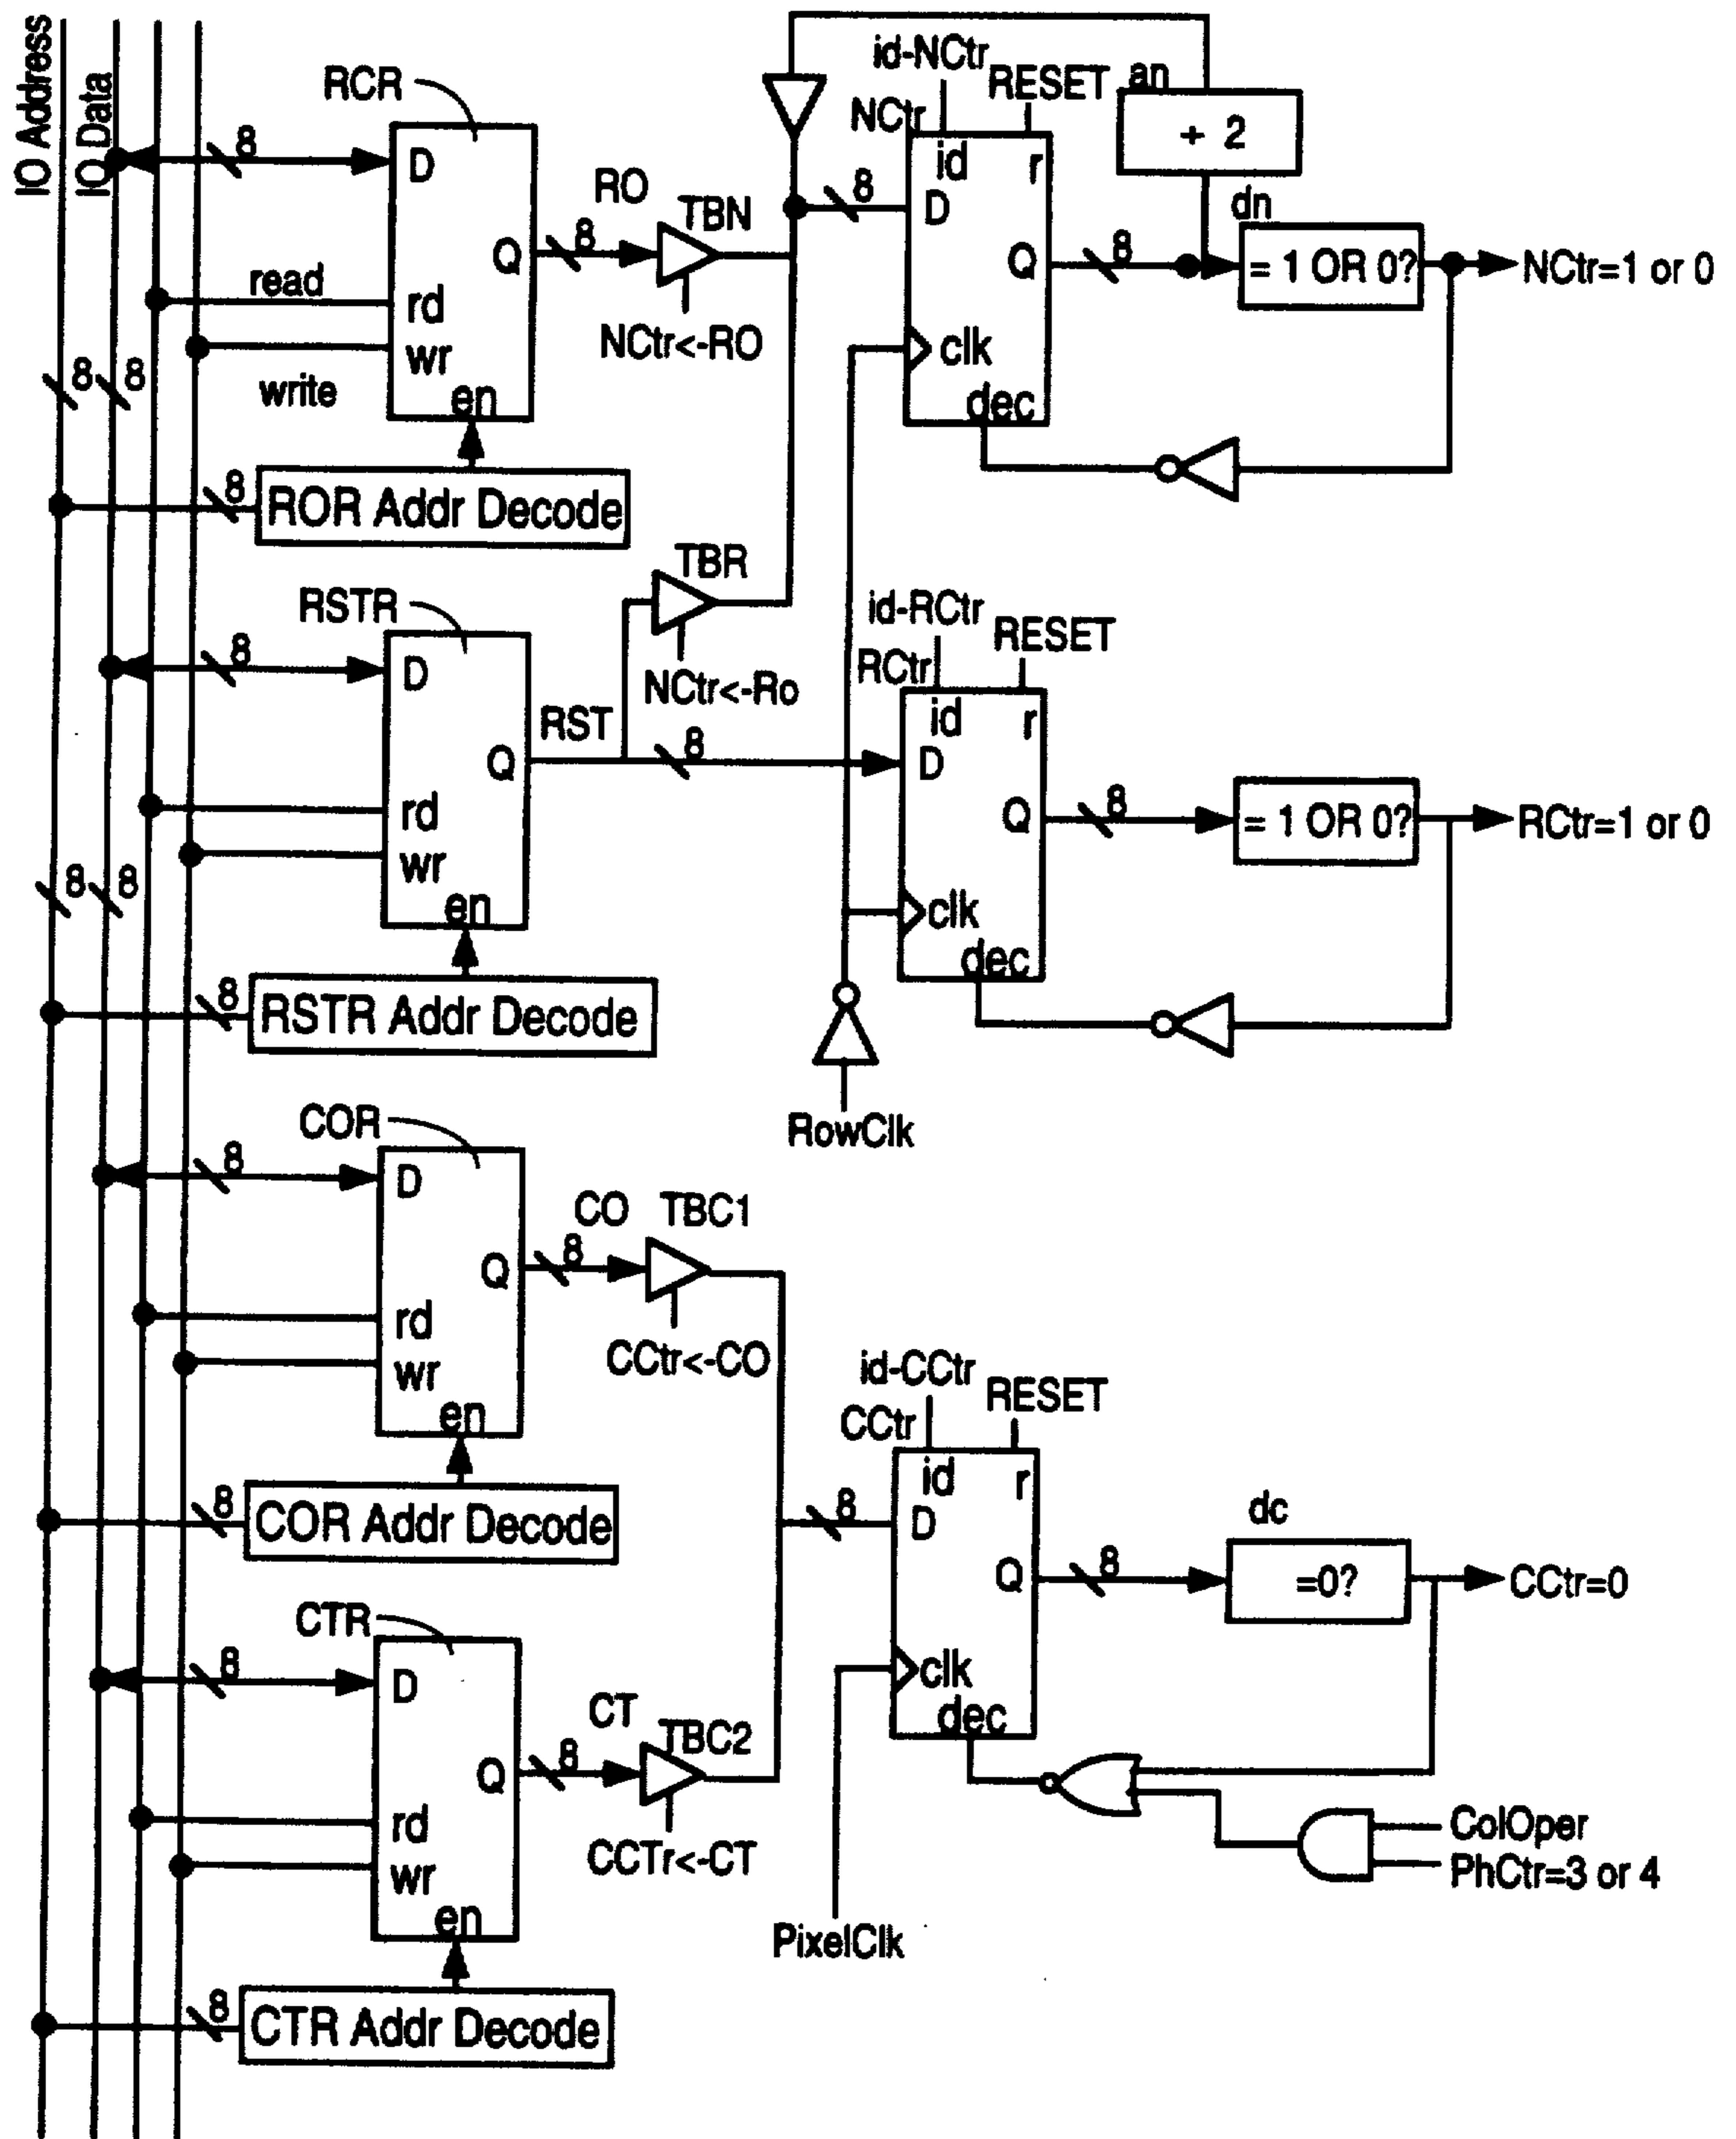 IO Address
IO Data
RCR
8
D
Q
read
rd
wr
write
en
8
8
8
ROR Addr Decode
RO
8
TBN
NCtr<-RO
TBR
NCtr<-Ro
id-NCtr
NCtr
RESET
id
r
8
D
Q
clk
dec
an
+ 2
8
dn
= 1 OR 0?
NCtr=1 or 0
RSTR
8
D
Q
rd
wr
en
8
8
8
RSTR Addr Decode
RST
8
id-RCtr
RCtr
RESET
id
r
D
Q
clk
dec
8
= 1 OR 0?
RCtr=1 or 0
RowClk
COR
8
D
Q
rd
wr
en
8
COR Addr Decode
CO
8
TBC1
CCtr<-CO
CTR
8
D
Q
rd
wr
en
8
CTR Addr Decode
CT
8
TBC2
CCTr<-CT
id-CCtr
CCtr
RESET
id
r
8
D
Q
clk
dec
8
dc
=0?
CCtr=0
ColOper
PhCtr=3 or 4
PixelClk